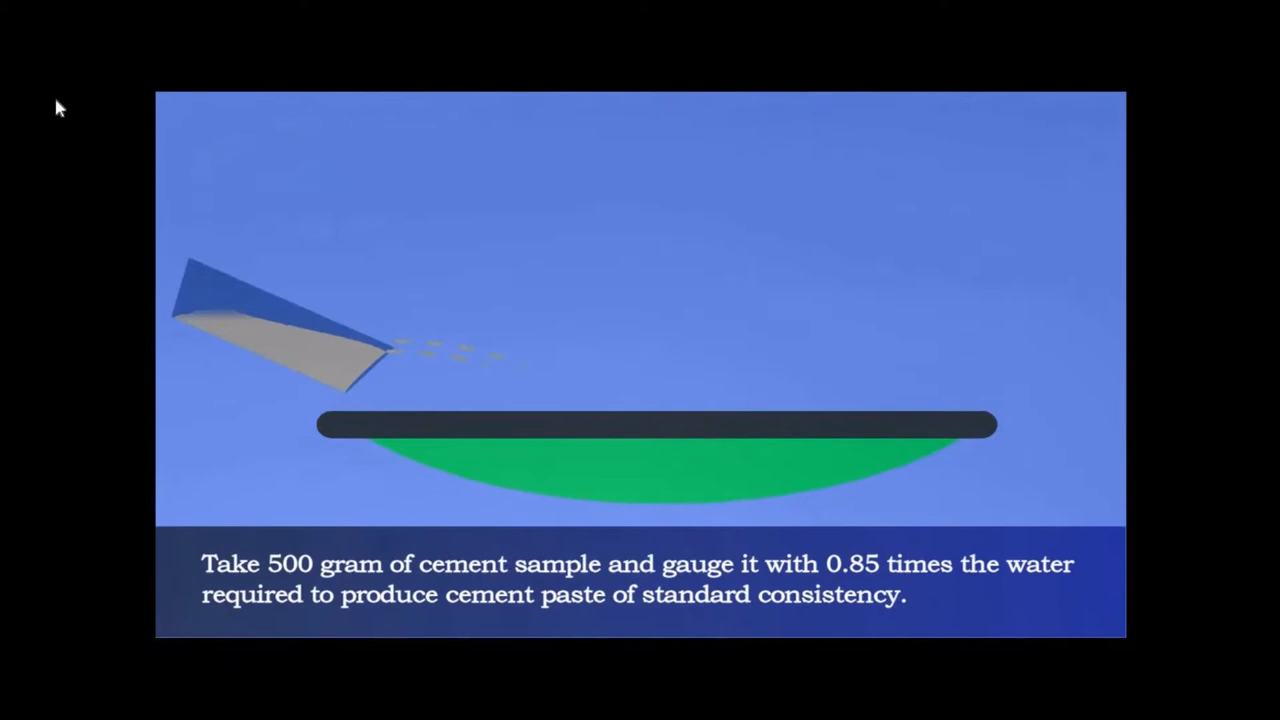 Take 500 gram of cement sample and gauge it with 0.85 times the water
required to produce cement paste of standard consistency.